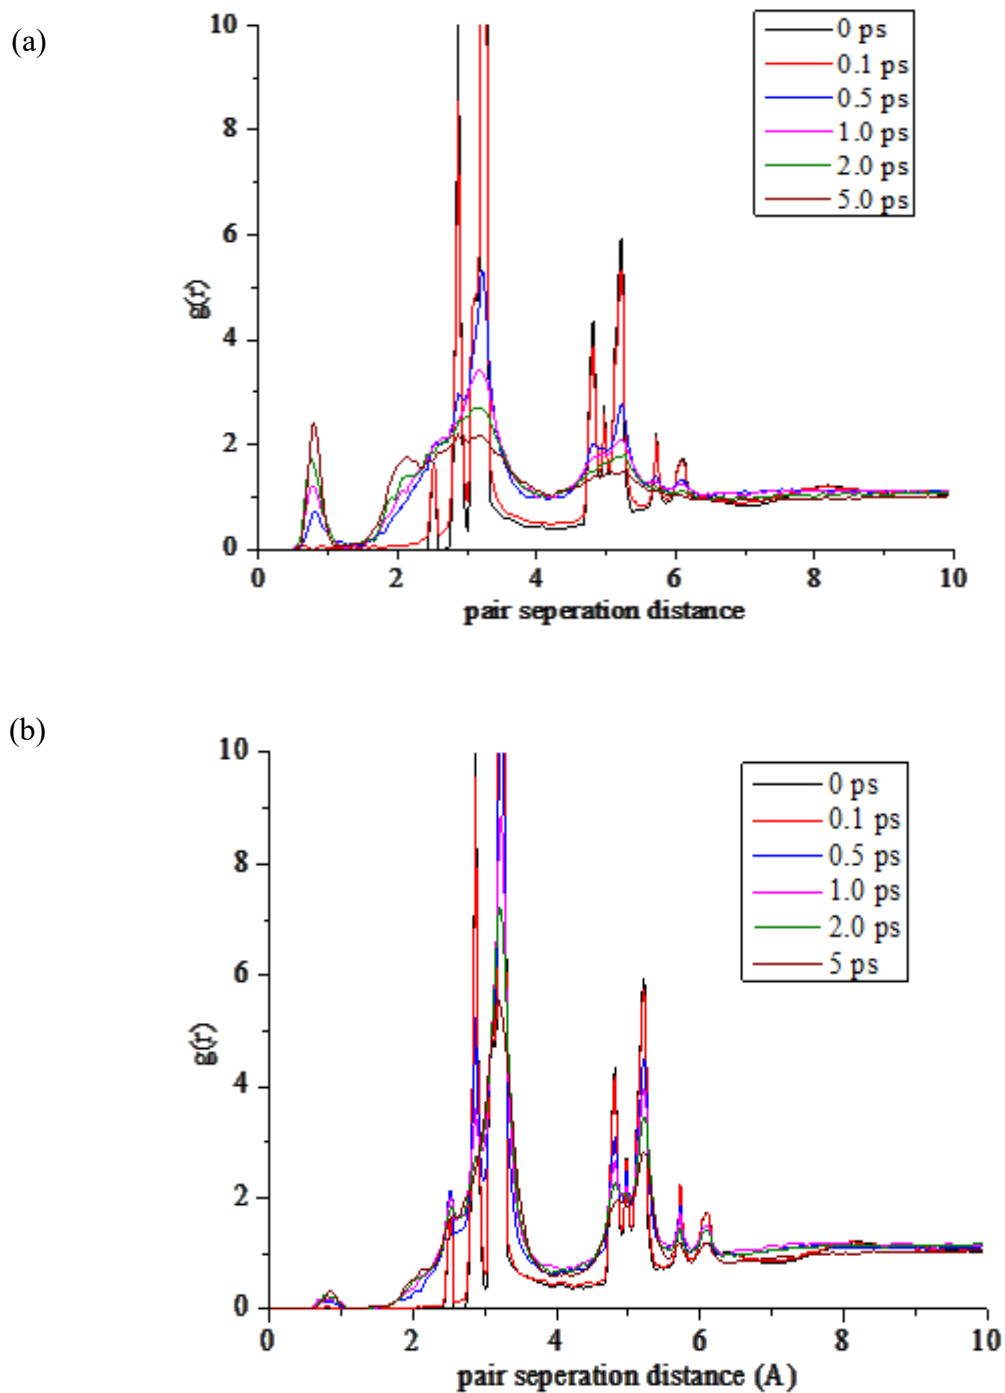 (a)
10
8
6
4
2
0
g(r)
0 ps
0.1 ps
0.5 ps
1.0 ps
2.0 ps
5.0 ps
0 2 4 6 8 10
pair seperation distance
(b)
10
8
6
4
2
0
g(r)
0 ps
0.1 ps
0.5 ps
1.0 ps
2.0 ps
5 ps
0 2 4 6 8 10
pair seperation distance (A)